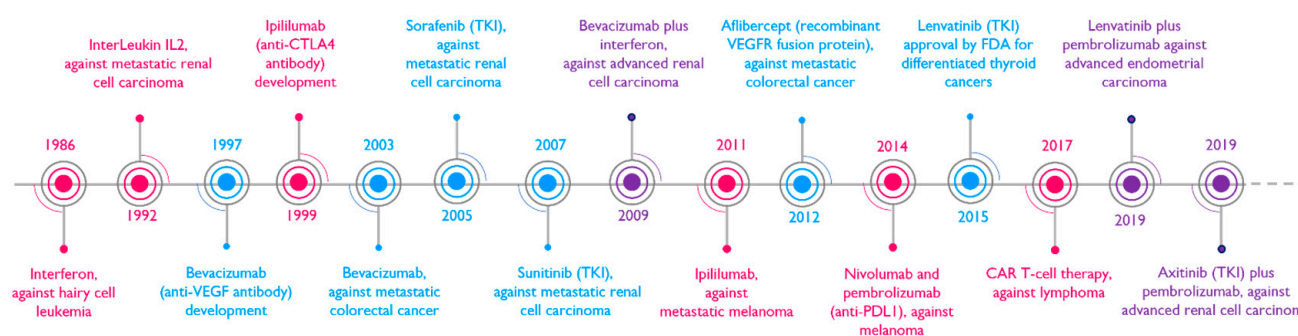 InterLeukin IL2,
against metastatic renal
cell carcinoma
Ipililumab
(anti-CTLA4
antibody)
development
Sorafenib (TKI),
against
metastatic renal
cell carcinoma
Bevacizumab plus
interferon,
against advanced renal
cell carcinoma
Aflibercept (recombinant
VEGFR fusion protein),
against metastatic
colorectal cancer
Lenvatinib (TKI)
approval by FDA for
differentiated thyroid
cancers
Lenvatinib plus
pembrolizumab against
advanced endometrial
carcinoma
1986
1997
2003
2007
2011
2014
2017
2019
1992
1999
2005
2009
2012
2015
2019
Interferon,
against hairy cell
leukemia
Bevacizumab
(anti-VEGF antibody)
development
Bevacizumab,
against metastatic
colorectal cancer
Sunitinib (TKI),
against metastatic renal
cell carcinoma
Ipililumab,
against
metastatic melanoma
Nivolumab and
pembrolizumab
(anti-PDL1), against
melanoma
CAR T-cell therapy,
against lymphoma
Axitinib (TKI) plus
pembrolizumab, against
advanced renal cell carcinom